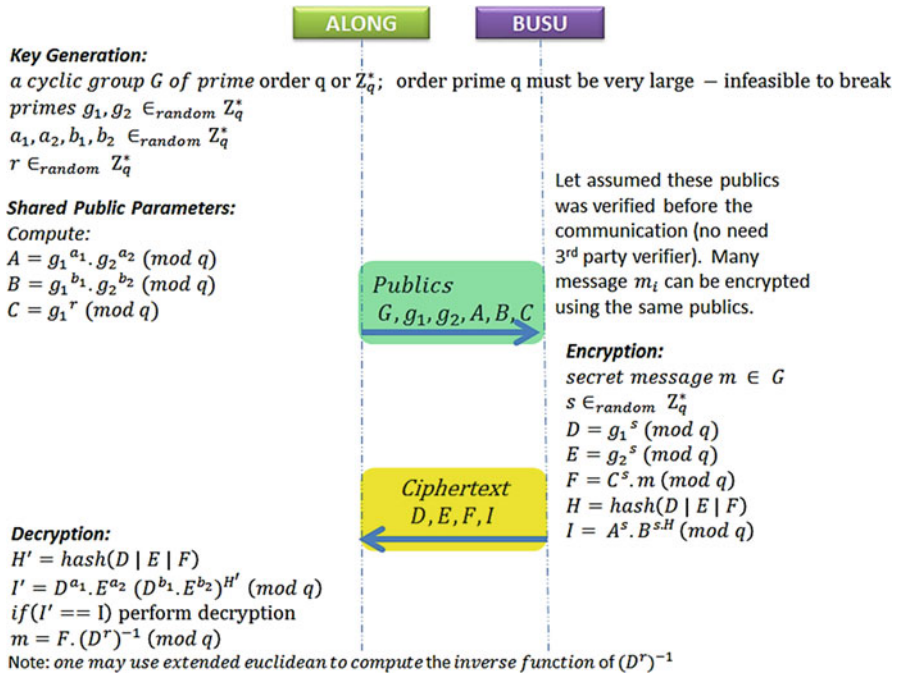 ALONG
BUSU
Key Generation:
a cyclic group G of prime order q or Z*q; order prime q must be very large – infeasible to break
primes g₁, g₂ ∈random Z*q
a₁, a₂, b₁, b₂ ∈random Z*q
r ∈random Z*q
Shared Public Parameters:
Compute:
A = g₁^a₁. g₂^a₂ (mod q)
B = g₁^b₁. g₂^b₂ (mod q)
C = g₁^r (mod q)
Publics
G, g₁, g₂, A, B, C
Let assumed these publics
was verified before the
communication (no need
3rd party verifier). Many
message mᵢ can be encrypted
using the same publics.
Encryption:
secret message m ∈ G
s ∈random Z*q
D = g₁^s (mod q)
E = g₂^s (mod q)
F = C^s. m (mod q)
H = hash(D | E | F)
I = A^s. B^s.H (mod q)
Ciphertext
D, E, F, I
Decryption:
H′ = hash(D | E | F)
I′ = D^a₁. E^a₂ (D^b₁. E^b₂)^H′ (mod q)
if(I′ == I) perform decryption
m = F. (D^r)⁻¹ (mod q)
Note: one may use extended euclidean to compute the inverse function of (D^r)⁻¹